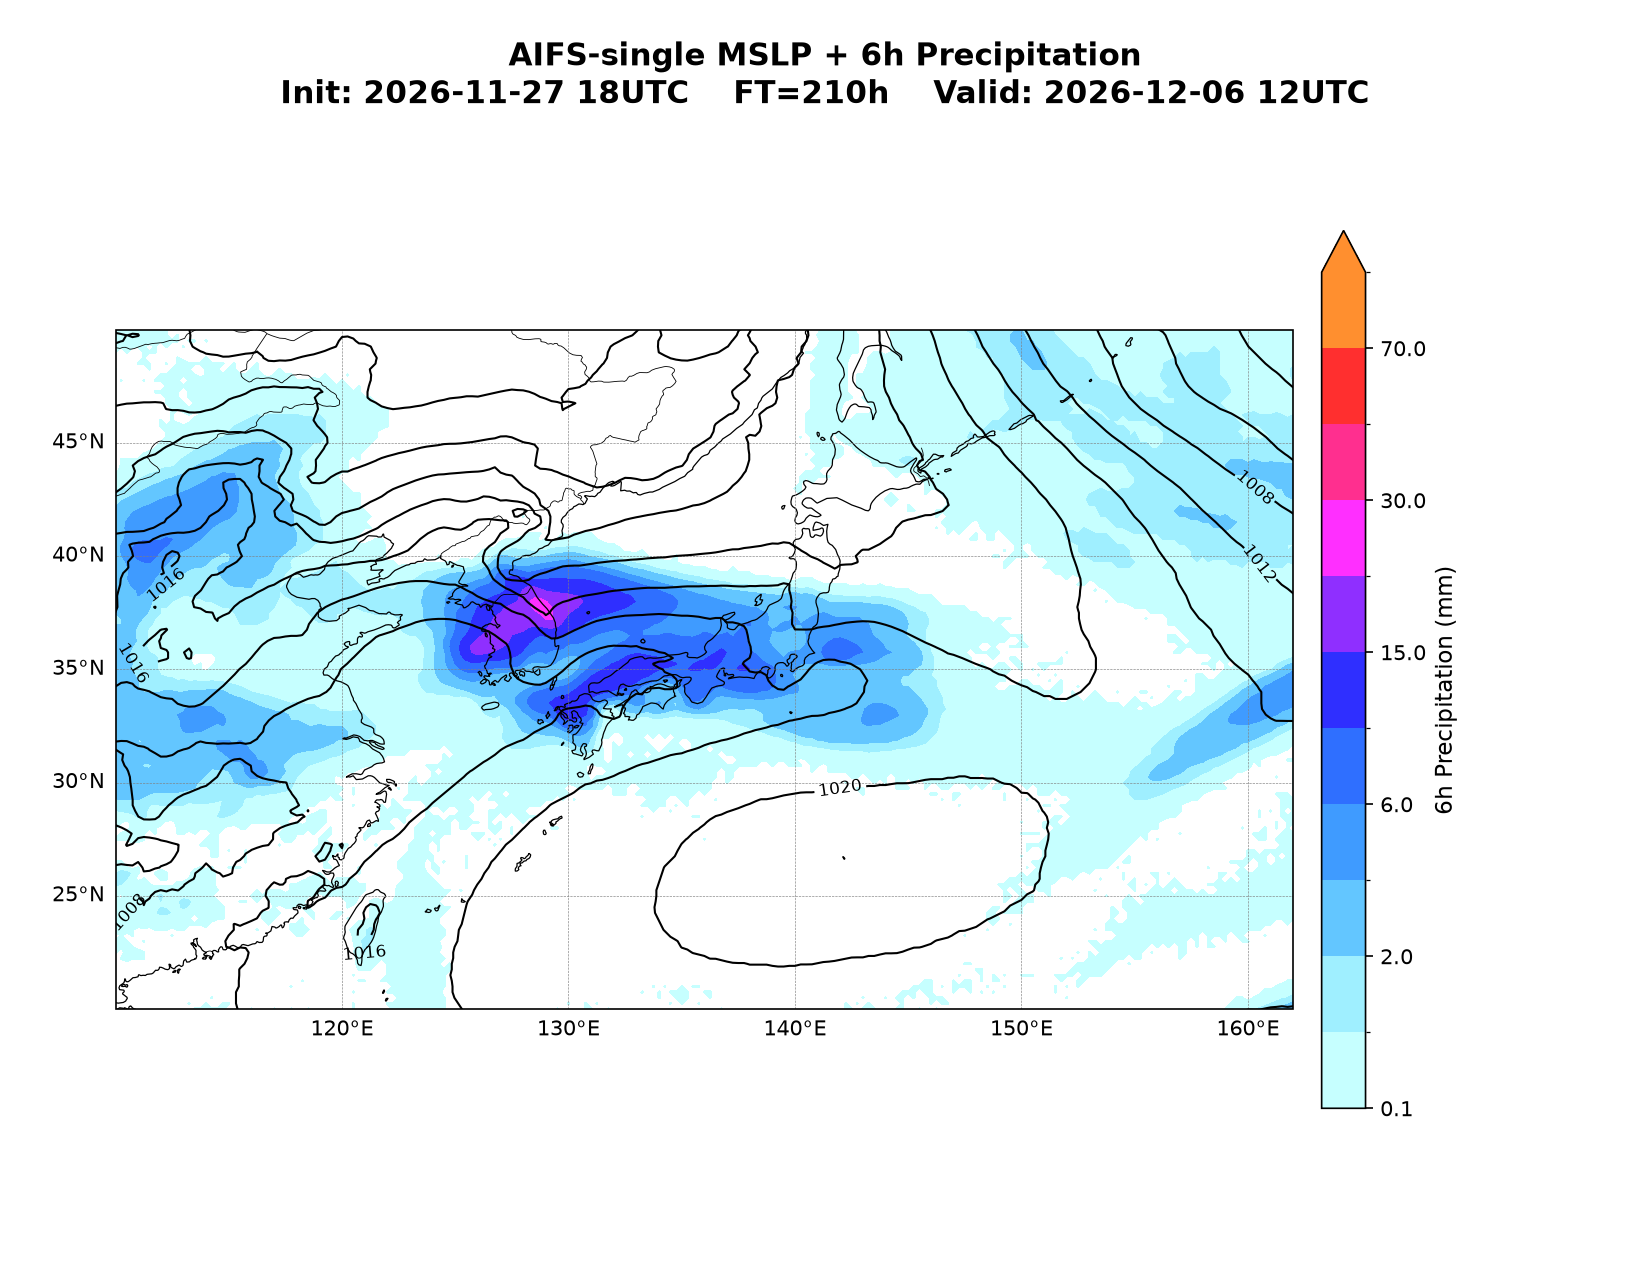 AIFS-single MSLP + 6h Precipitation
Init: 2026-11-27 18UTC    FT=210h    Valid: 2026-12-06 12UTC
45°N
40°N
35°N
30°N
25°N
120°E
130°E
140°E
150°E
160°E
1008
1012
1016
1016
1020
1008
1016
70.0
30.0
15.0
6.0
2.0
0.1
6h Precipitation (mm)